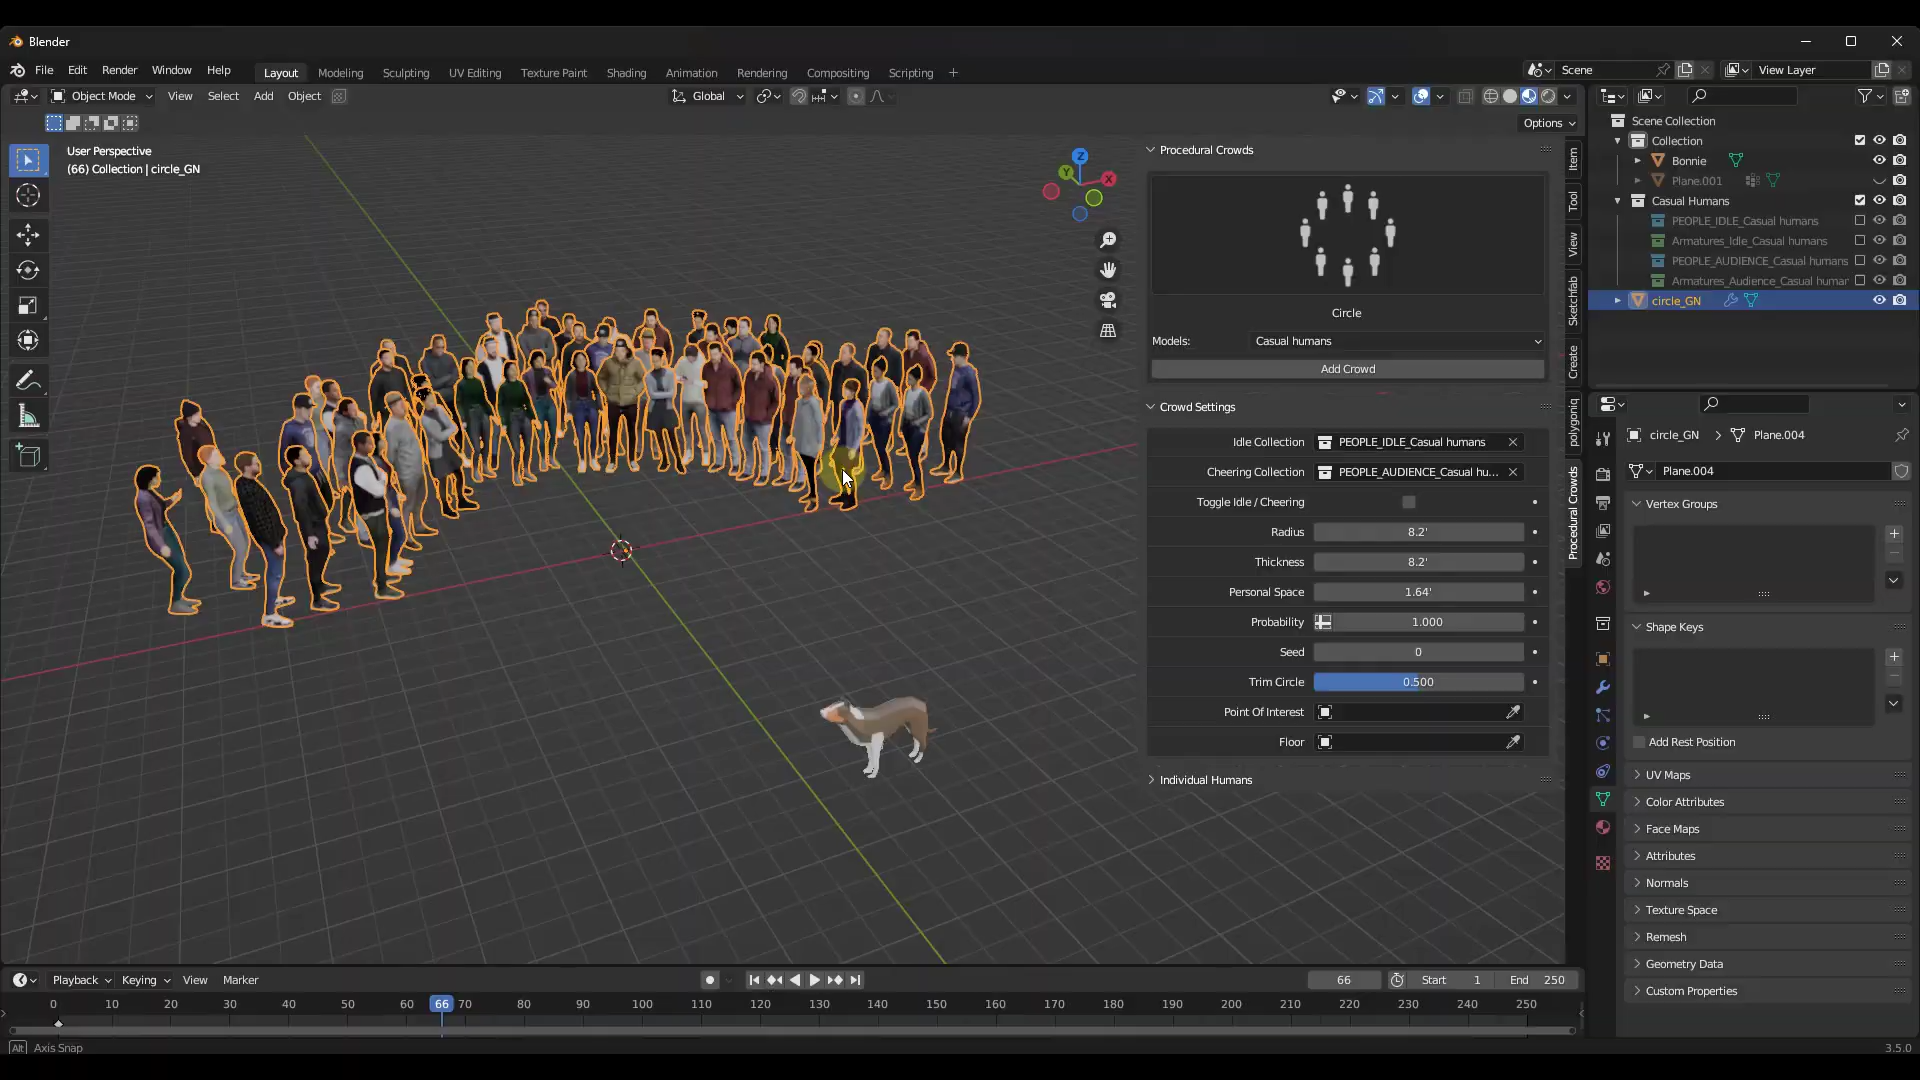 Blender
File Edit Render Window Help
Layout Modeling Sculpting UV Editing Texture Paint Shading Animation Rendering Compositing Scripting
Scene
View Layer
Object Mode View Select Add Object
Global
Options
User Perspective
(66) Collection | circle_GN
Z
Y
X
Procedural Crowds
Circle
Models: Casual humans
Add Crowd
Crowd Settings
Idle Collection PEOPLE_IDLE_Casual humans
Cheering Collection PEOPLE_AUDIENCE_Casual hu...
Toggle Idle / Cheering
Radius 8.2'
Thickness 8.2'
Personal Space 1.64'
Probability 1.000
Seed 0
Trim Circle 0.500
Point Of Interest
Floor
Individual Humans
Item
Tool
View
Sketchfab
Create
polygoniq
Procedural Crowds
Scene Collection
Collection
Bonnie
Plane.001
Casual Humans
PEOPLE_IDLE_Casual humans
Armatures_Idle_Casual humans
PEOPLE_AUDIENCE_Casual humans
Armatures_Audience_Casual humar
circle_GN
circle_GN Plane.004
Plane.004
Vertex Groups
Shape Keys
Add Rest Position
UV Maps
Color Attributes
Face Maps
Attributes
Normals
Texture Space
Remesh
Geometry Data
Custom Properties
Playback Keying View Marker
66 Start 1 End 250
0 10 20 30 40 50 60 66 70 80 90 100 110 120 130 140 150 160 170 180 190 200 210 220 230 240 250
Alt Axis Snap
3.5.0